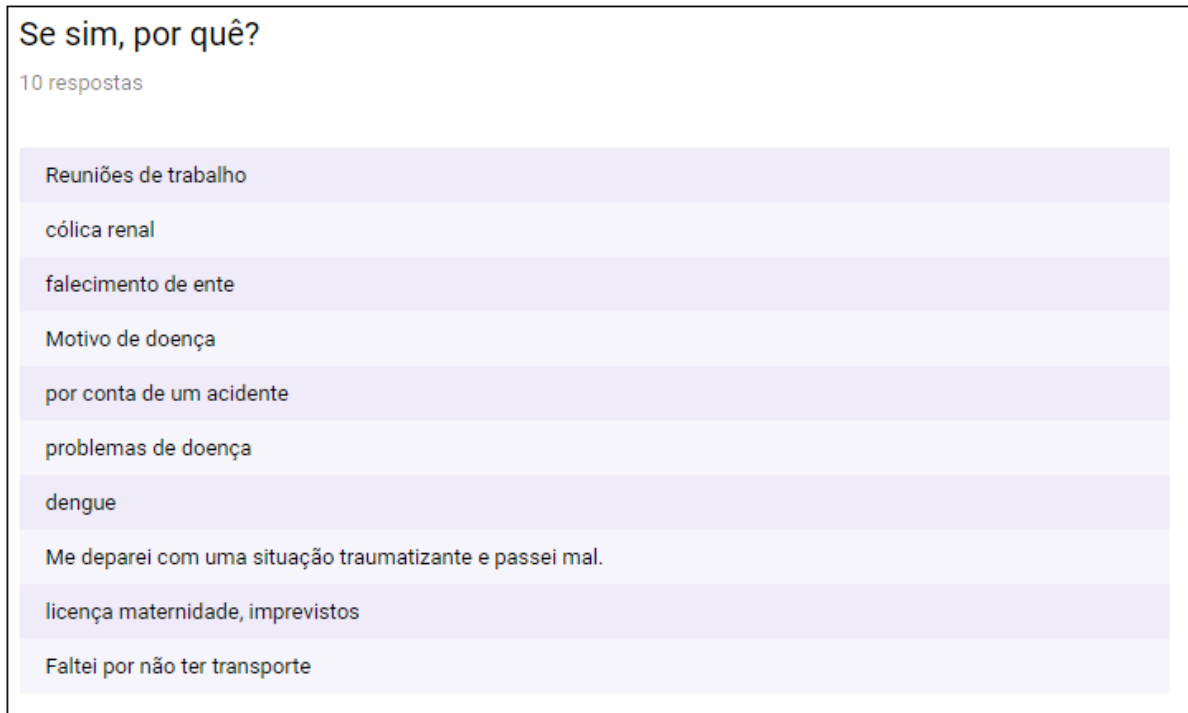 Se sim, por quê?
10 respostas
Reuniões de trabalho
cólica renal
falecimento de ente
Motivo de doença
por conta de um acidente
problemas de doença
dengue
Me deparei com uma situação traumatizante e passei mal.
licença maternidade, imprevistos
Faltei por não ter transporte